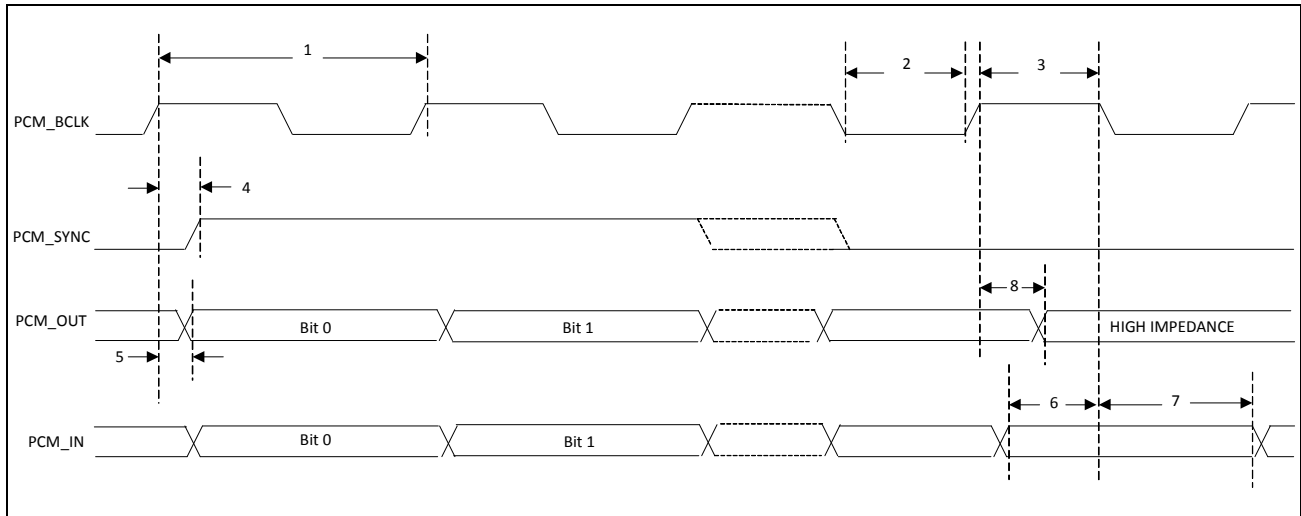 1
2
3
PCM_BCLK
4
PCM_SYNC
8
PCM_OUT
Bit 0
Bit 1
HIGH IMPEDANCE
5
6
7
PCM_IN
Bit 0
Bit 1